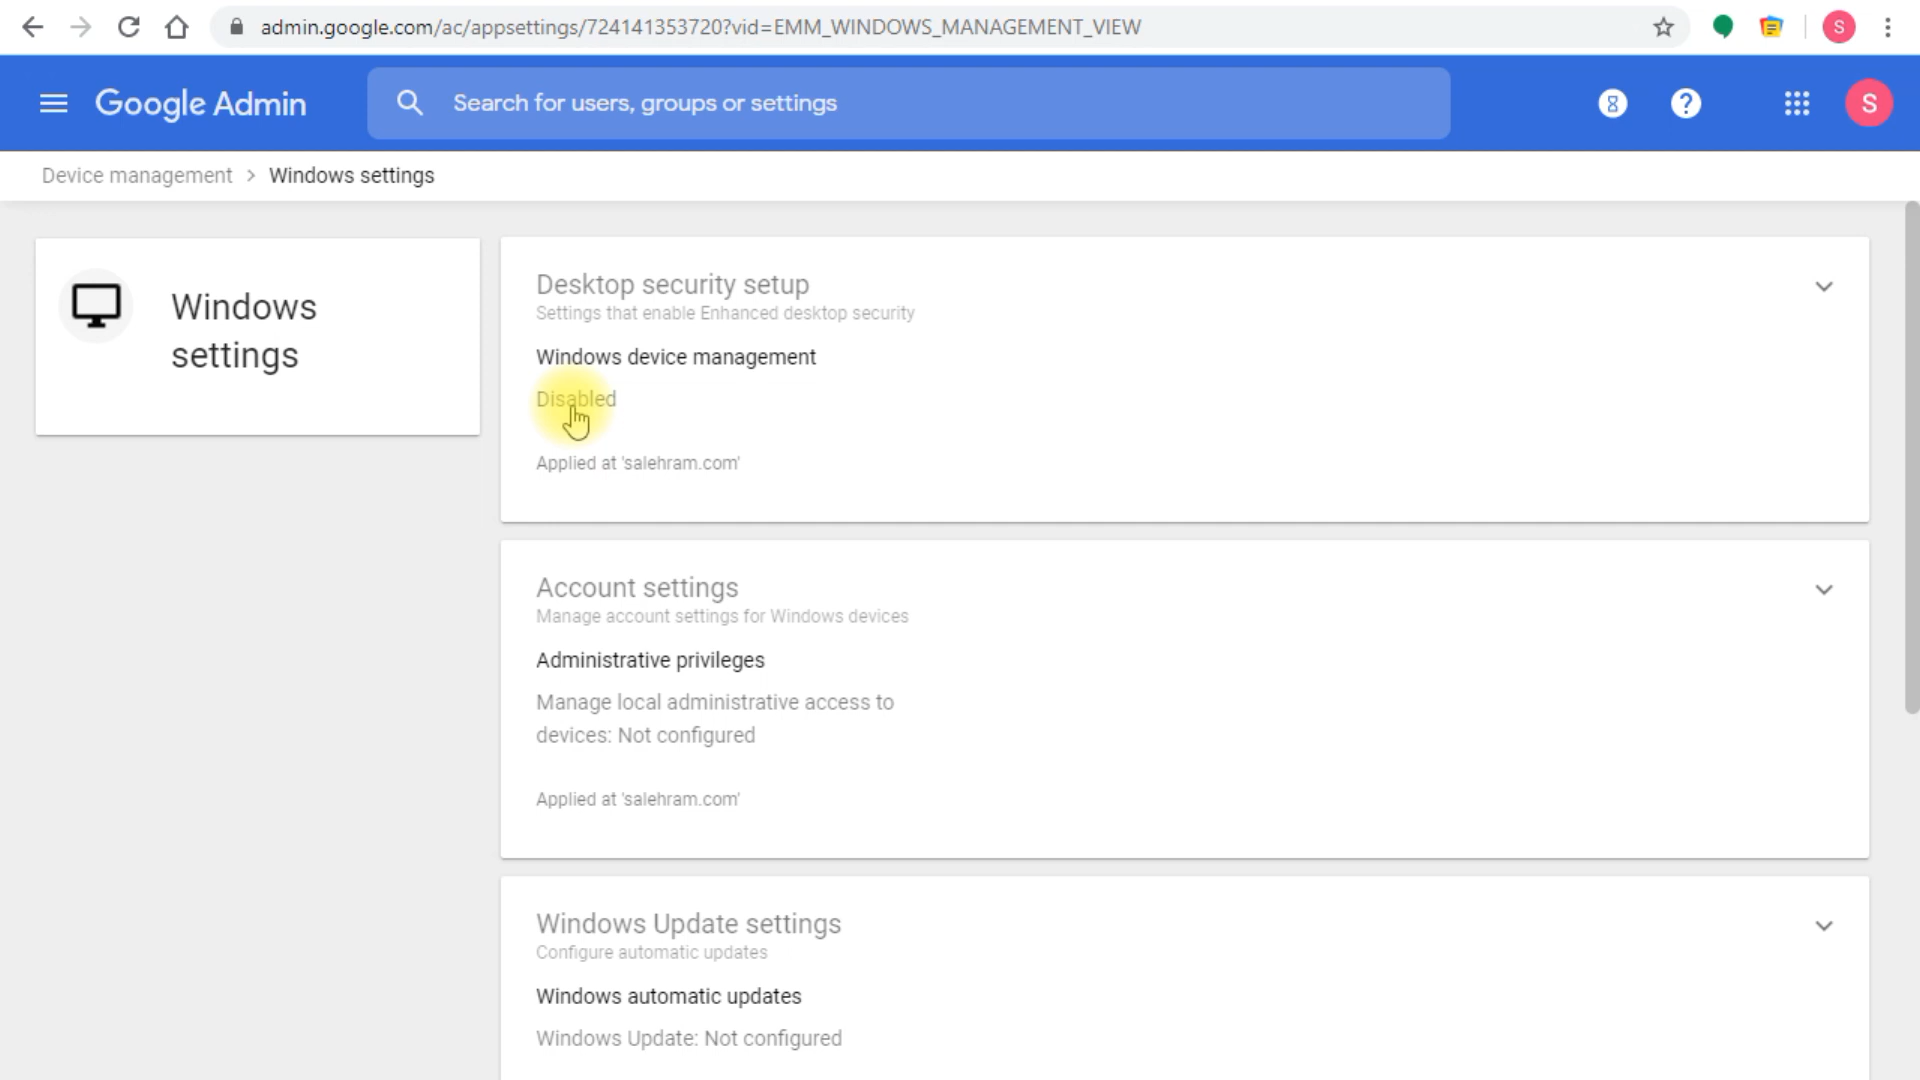 admin.google.com/ac/appsettings/724141353720?vid=EMM_WINDOWS_MANAGEMENT_VIEW
S
Google Admin
Search for users, groups or settings
?
S
Device management > Windows settings
Windows
settings
Desktop security setup
Settings that enable Enhanced desktop security
Windows device management
Disabled
Applied at 'salehram.com'
Account settings
Manage account settings for Windows devices
Administrative privileges
Manage local administrative access to
devices: Not configured
Applied at 'salehram.com'
Windows Update settings
Configure automatic updates
Windows automatic updates
Windows Update: Not configured